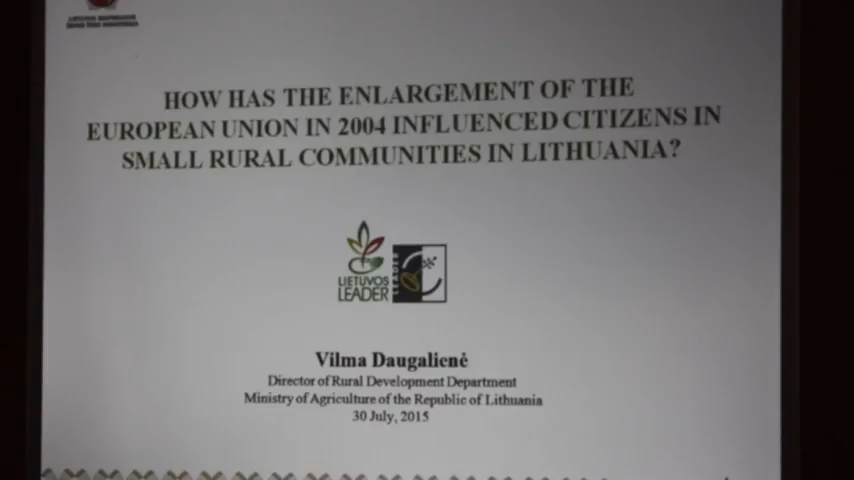 HOW HAS THE ENLARGEMENT OF THE
EUROPEAN UNION IN 2004 INFLUENCED CITIZENS IN
SMALL RURAL COMMUNITIES IN LITHUANIA?
LIETUVOS
LEADER
LEADER
Vilma Daugalienė
Director of Rural Development Department
Ministry of Agriculture of the Republic of Lithuania
30 July, 2015